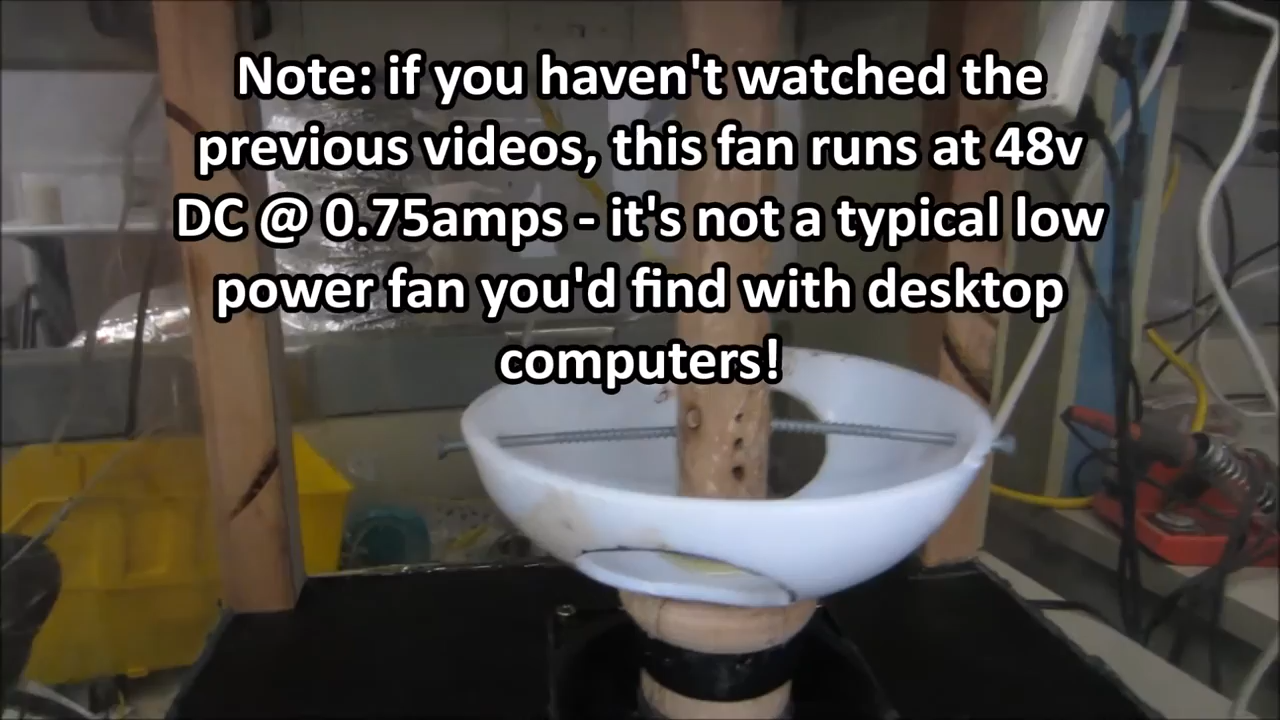 Note: if you haven't watched the
previous videos, this fan runs at 48v
DC @ 0.75amps - it's not a typical low
power fan you'd find with desktop
computers!